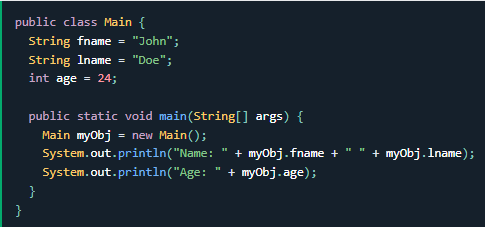 public class Main {
  String fname = "John";
  String lname = "Doe";
  int age = 24;

  public static void main(String[] args) {
    Main myObj = new Main();
    System.out.println("Name: " + myObj.fname + " " + myObj.lname);
    System.out.println("Age: " + myObj.age);
  }
}